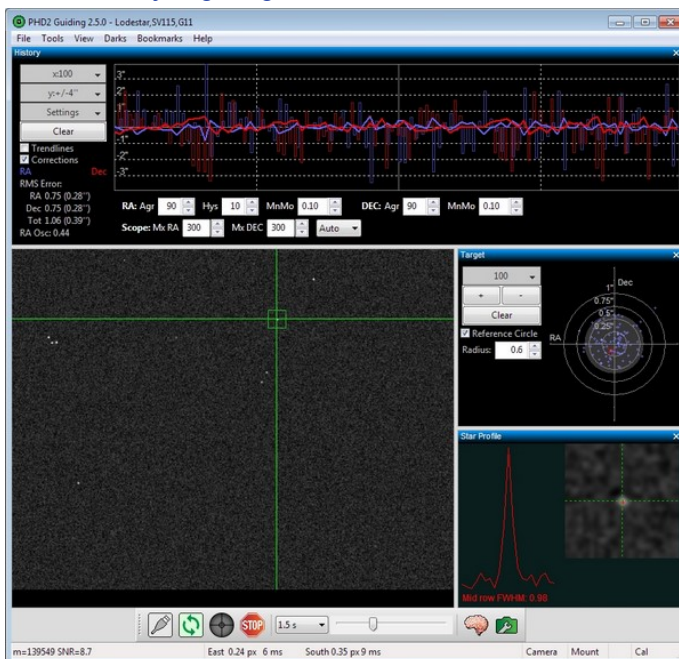 PHD2 Guiding 2.5.0 - Lodestar,SV115,G11
File Tools View Darks Bookmarks Help
History
x:100
y:+/-4''
Settings
Clear
Trendlines
Corrections
RA Dec
RMS Error:
RA 0.75 (0.28'')
Dec 0.75 (0.28'')
Tot 1.06 (0.39'')
RA Osc: 0.44
3''
2''
1''
-1''
-2''
-3''
RA: Agr 90 Hys 10 MnMo 0.10 DEC: Agr 90 MnMo 0.10
Scope: Mx RA 300 Mx DEC 300 Auto
Target
100
+ -
Clear
Reference Circle
Radius: 0.6
Dec
1''
0.75''
0.5''
0.25''
RA
Star Profile
Mid row FWHM: 0.98
STOP
1.5 s
m=139549 SNR=8.7 East 0.24 px 6 ms South 0.35 px 9 ms Camera Mount Cal